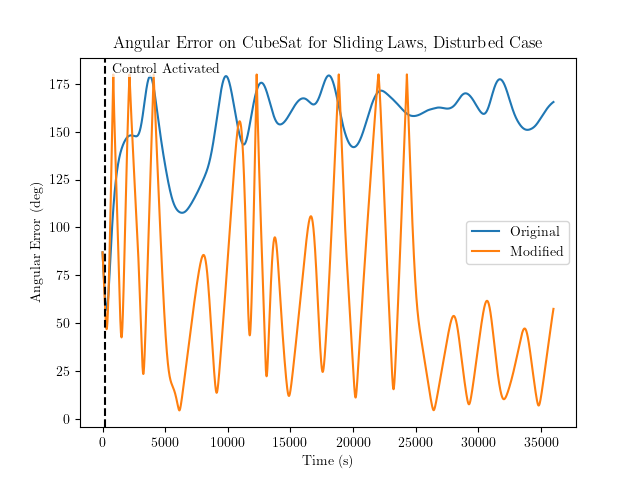 Angular Error on CubeSat for Sliding Laws, Disturbed Case
Control Activated
175
150
125
100
75
50
25
0
Angular Error (deg)
Original
Modified
0 5000 10000 15000 20000 25000 30000 35000
Time (s)